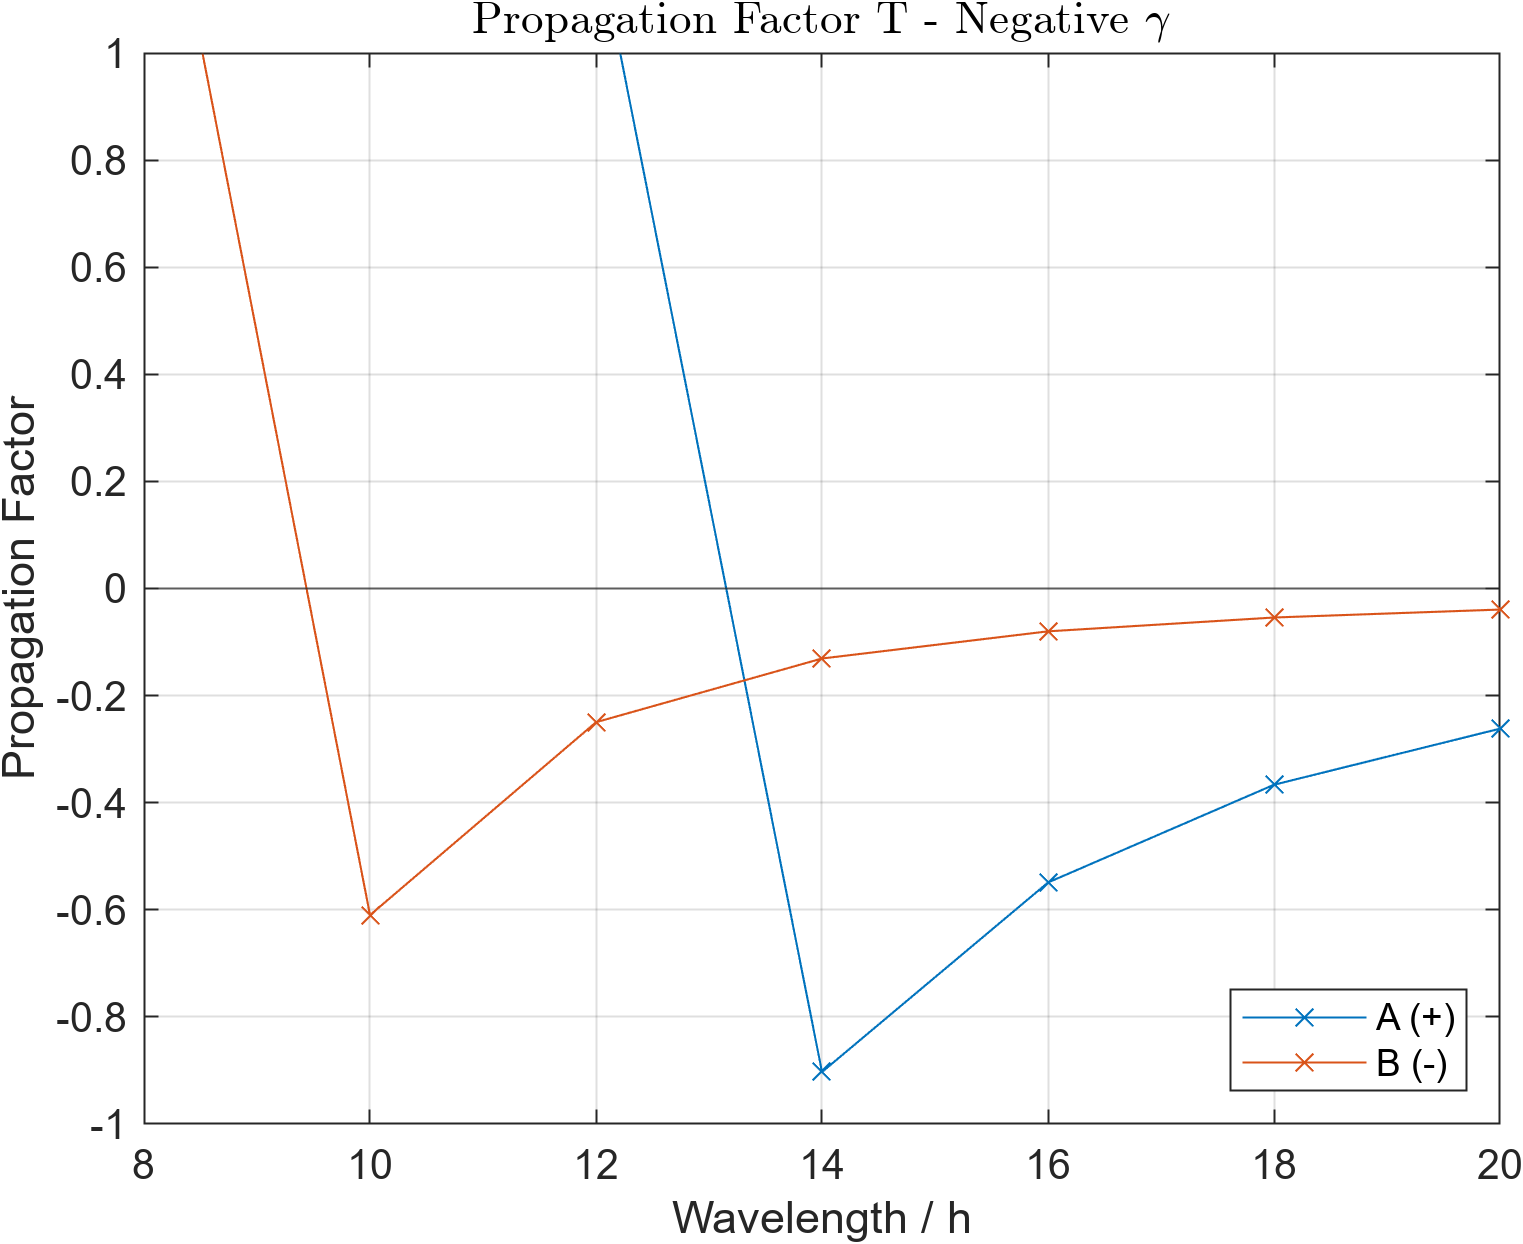 Propagation Factor T - Negative γ
1
0.8
0.6
0.4
0.2
0
-0.2
-0.4
-0.6
-0.8
-1
Propagation Factor
8 10 12 14 16 18 20
Wavelength / h
A (+)
B (-)